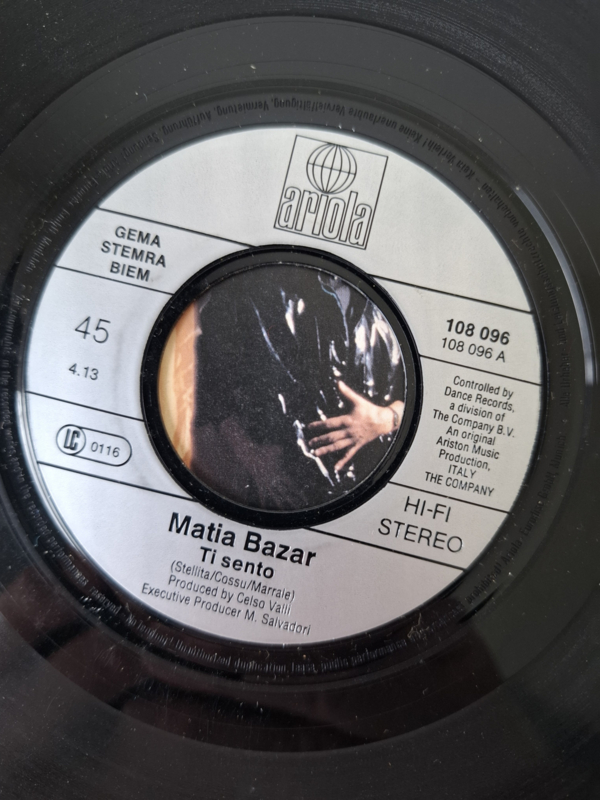 ariola
GEMA
STEMRA
BIEM
45
4.13
LC 0116
108 096
108 096 A
Controlled by
Dance Records,
a division of
The Company B.V.
An original
Ariston Music
Production,
ITALY
THE COMPANY
HI-FI
STEREO
Matia Bazar
Ti sento
(Stellita/Cossu/Marrale)
Produced by Celso Valli
Executive Producer M. Salvadori